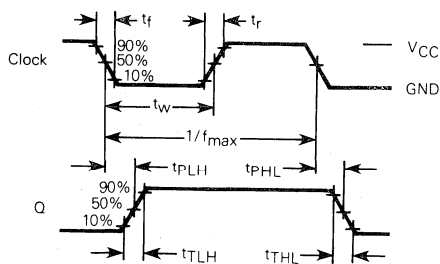 tf
tr
90%
50%
10%
Clock
VCC
GND
tw
1/fmax
tPLH
tPHL
90%
50%
10%
Q
tTLH
tTHL